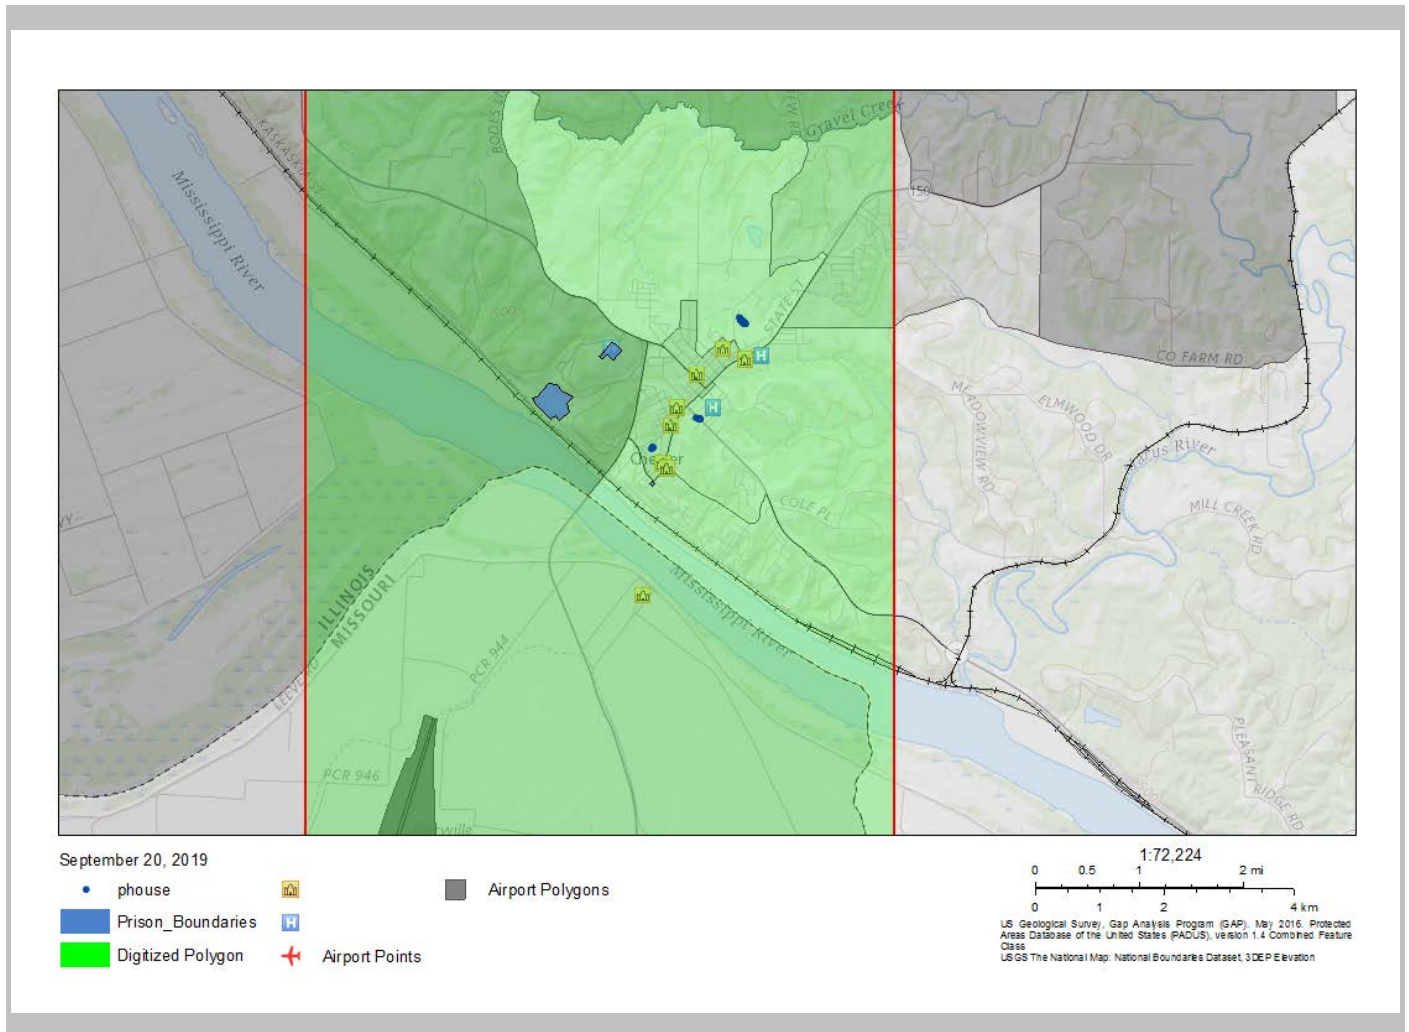 KASKASKIA ST
Mississippi River
Gravel Creek
150
STATE ST
CO FARM RD
MEADOWVIEW RD
ELMWOOD DR
River
MILL CREEK RD
COLE PL
Mississippi River
ILLINOIS
MISSOURI
PCR 944
LEEVE RD
PCR 946
PLEASANT RIDGE RD
September 20, 2019
phouse
Prison_Boundaries
Digitized Polygon
H
Airport Points
Airport Polygons
1:72,224
0 0.5 1 2 mi
0 1 2 4 km
US Geological Survey, Gap Analysis Program (GAP). May 2016. Protected
Areas Database of the United States (PADUS), version 1.4 Combined Feature
Class
USGS The National Map: National Boundaries Dataset, 3DEP Elevation